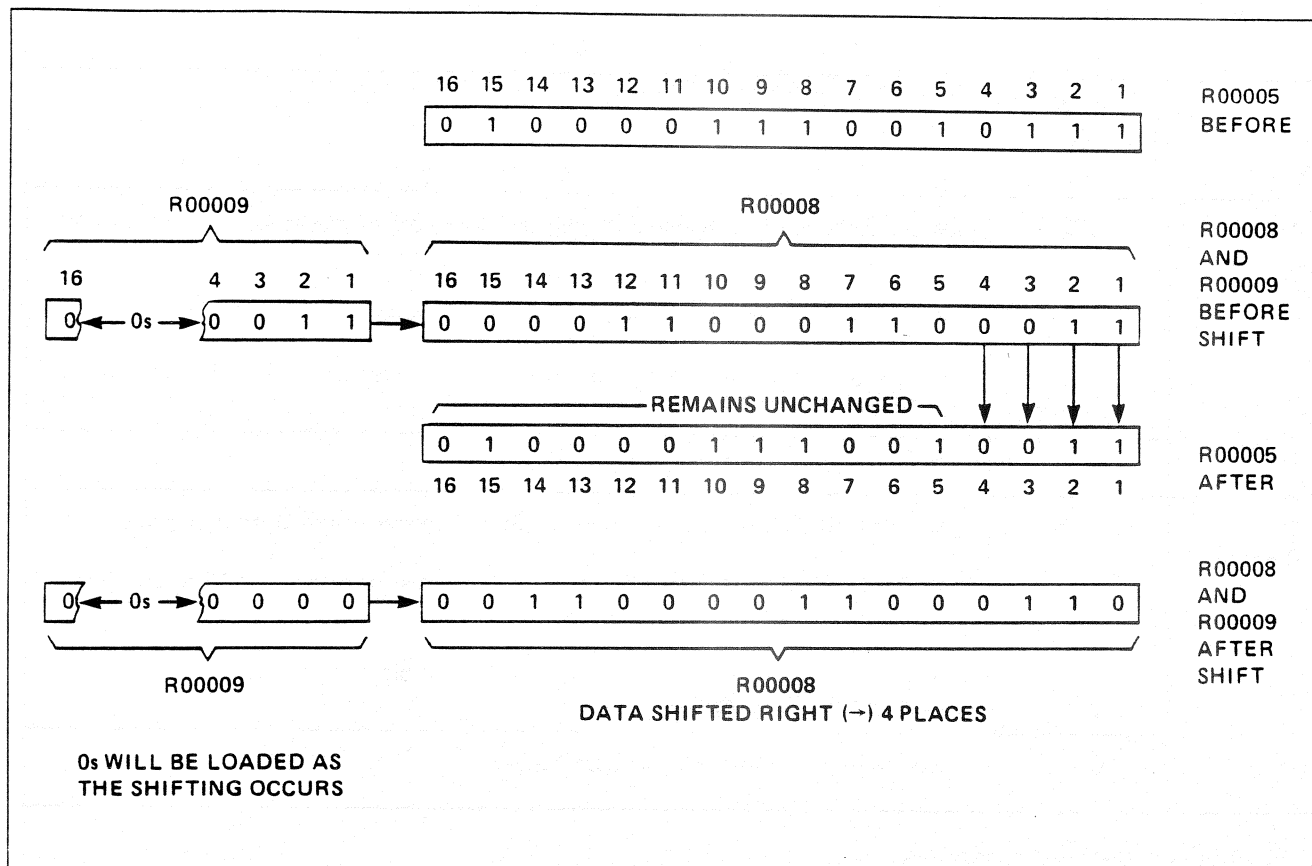 16 15 14 13 12 11 10 9 8 7 6 5 4 3 2 1
0 1 0 0 0 0 1 1 1 0 0 1 0 1 1 1
R00005
BEFORE
R00009
R00008
16 4 3 2 1
16 15 14 13 12 11 10 9 8 7 6 5 4 3 2 1
0 ← 0s → 0 0 1 1 → 0 0 0 0 1 1 0 0 0 1 1 0 0 0 1 1
R00008
AND
R00009
BEFORE
SHIFT
REMAINS UNCHANGED
0 1 0 0 0 0 1 1 1 0 0 1 0 0 1 1
16 15 14 13 12 11 10 9 8 7 6 5 4 3 2 1
R00005
AFTER
0 ← 0s → 0 0 0 0 → 0 0 1 1 0 0 0 0 1 1 0 0 0 1 1 0
R00008
AND
R00009
AFTER
SHIFT
R00009
R00008
DATA SHIFTED RIGHT (→) 4 PLACES
0s WILL BE LOADED AS
THE SHIFTING OCCURS